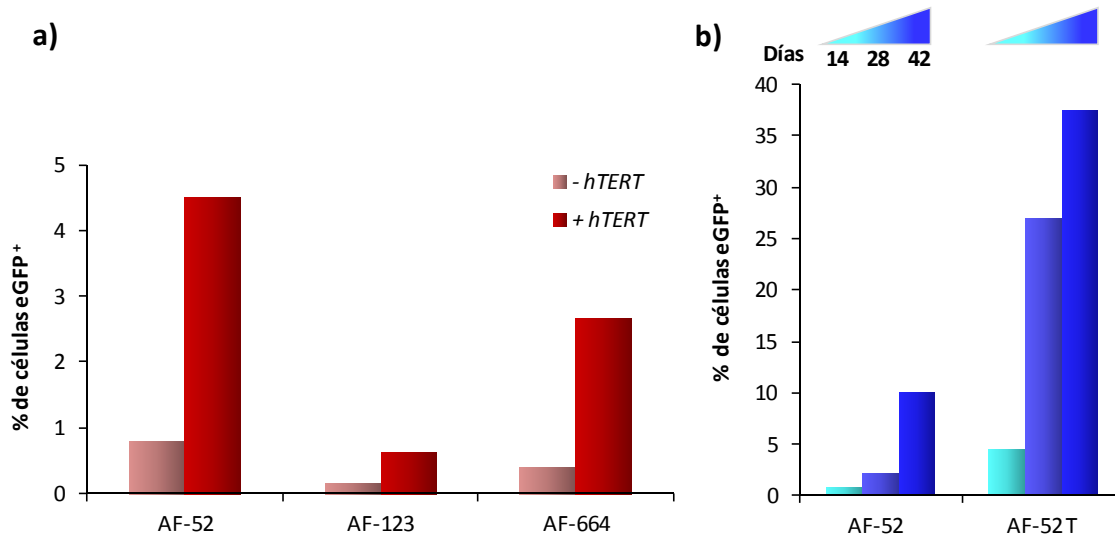 a)
% de células eGFP+
5
4
3
2
1
0
- hTERT
+ hTERT
AF-52 AF-123 AF-664
b)
Días 14 28 42
% de células eGFP+
40
35
30
25
20
15
10
5
0
AF-52 AF-52T